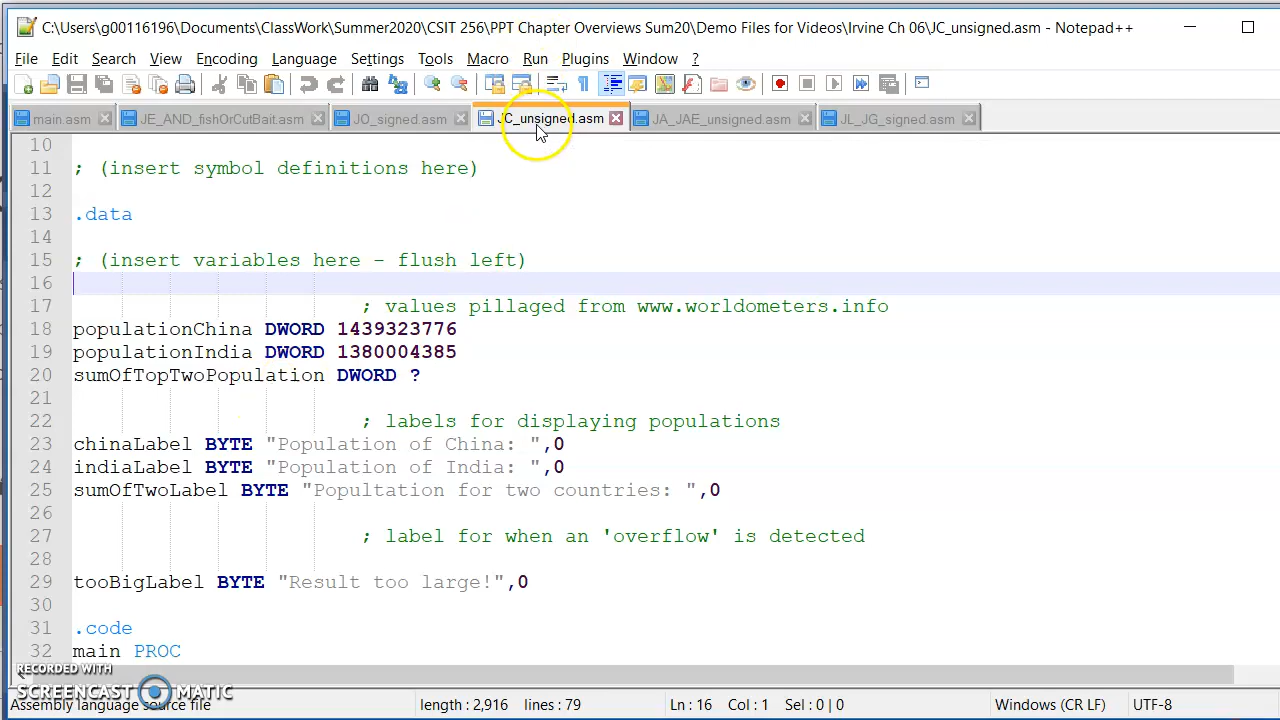 C:\Users\g00116196\Documents\ClassWork\Summer2020\CSIT 256\PPT Chapter Overviews Sum20\Demo Files for Videos\Irvine Ch 06\JC_unsigned.asm - Notepad++
File Edit Search View Encoding Language Settings Tools Macro Run Plugins Window ?
main.asm JE_AND_fishOrCutBait.asm JO_signed.asm JC_unsigned.asm JA_JAE_unsigned.asm JL_JG_signed.asm
10
11 ; (insert symbol definitions here)
12
13 .data
14
15 ; (insert variables here - flush left)
16
17 ; values pillaged from www.worldometers.info
18 populationChina DWORD 1439323776
19 populationIndia DWORD 1380004385
20 sumOfTopTwoPopulation DWORD ?
21
22 ; labels for displaying populations
23 chinaLabel BYTE "Population of China: ",0
24 indiaLabel BYTE "Population of India: ",0
25 sumOfTwoLabel BYTE "Popultation for two countries: ",0
26
27 ; label for when an 'overflow' is detected
28
29 tooBigLabel BYTE "Result too large!",0
30
31 .code
32 main PROC
RECORDED WITH
SCREENCAST MATIC
Assembly language source file length : 2,916 lines : 79 Ln : 16 Col : 1 Sel : 0 | 0 Windows (CR LF) UTF-8